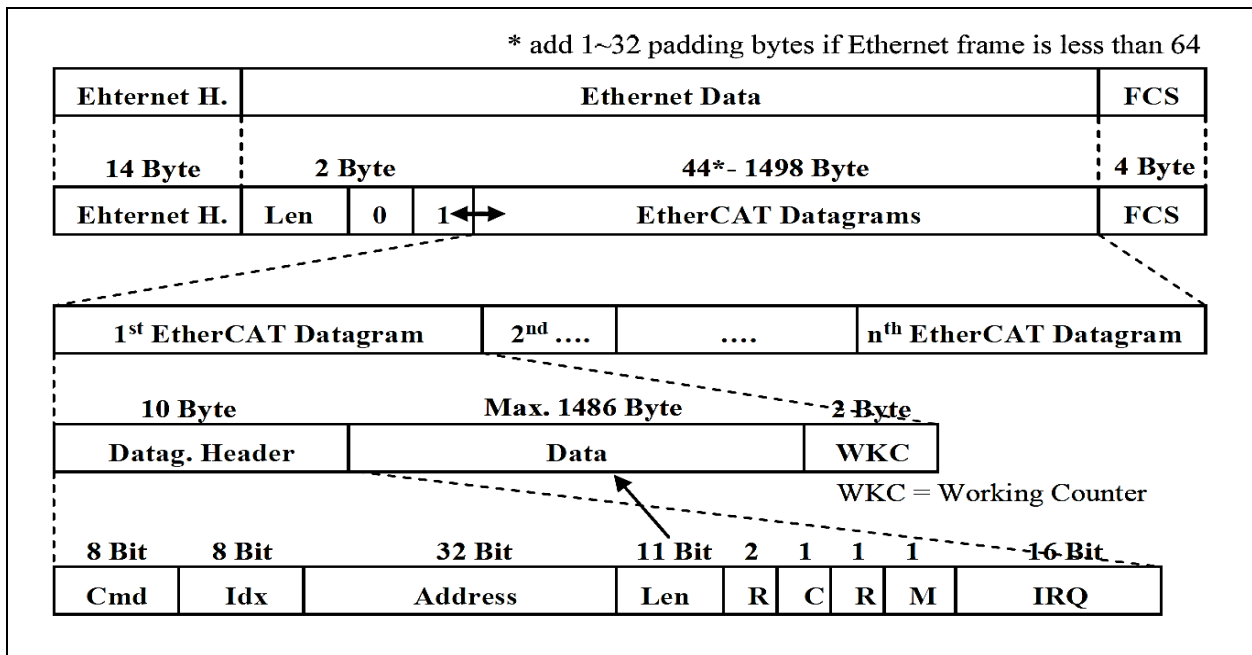 * add 1~32 padding bytes if Ethernet frame is less than 64
Ehternet H. Ethernet Data FCS
14 Byte 2 Byte 44*- 1498 Byte 4 Byte
Ehternet H. Len 0 1 EtherCAT Datagrams FCS
1st EtherCAT Datagram 2nd .... .... nth EtherCAT Datagram
10 Byte Max. 1486 Byte 2 Byte
Datag. Header Data WKC
WKC = Working Counter
8 Bit 8 Bit 32 Bit 11 Bit 2 1 1 1 16 Bit
Cmd Idx Address Len R C R M IRQ